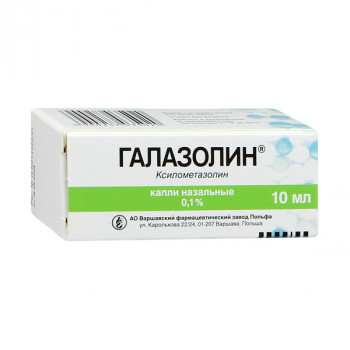 ГАЛАЗОЛИН®
Ксилометазолин
капли назальные
0,1%
10 мл
АО Варшавский фармацевтический завод Польфа
ул. Каролькова 22/24, 01-207 Варшава, Польша